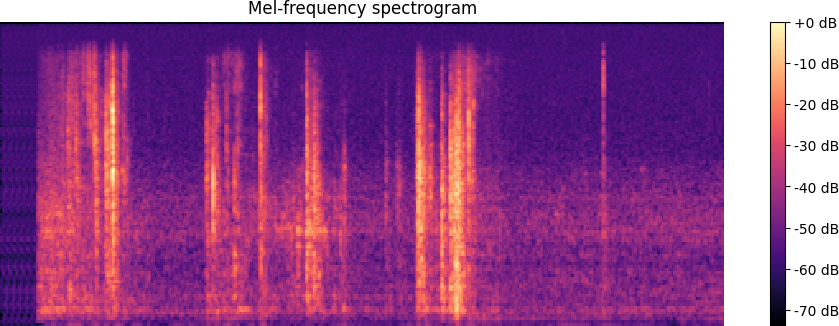 Mel-frequency spectrogram
+0 dB
-10 dB
-20 dB
-30 dB
-40 dB
-50 dB
-60 dB
-70 dB